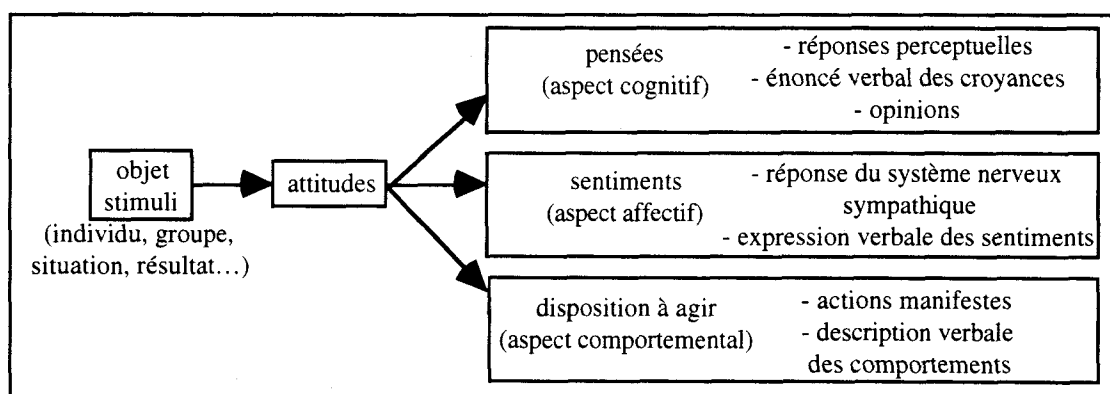 objet
stimuli
(individu, groupe,
situation, résultat…)
attitudes
pensées
(aspect cognitif)
- réponses perceptuelles
- énoncé verbal des croyances
- opinions
sentiments
(aspect affectif)
- réponse du système nerveux
sympathique
- expression verbale des sentiments
disposition à agir
(aspect comportemental)
- actions manifestes
- description verbale
des comportements